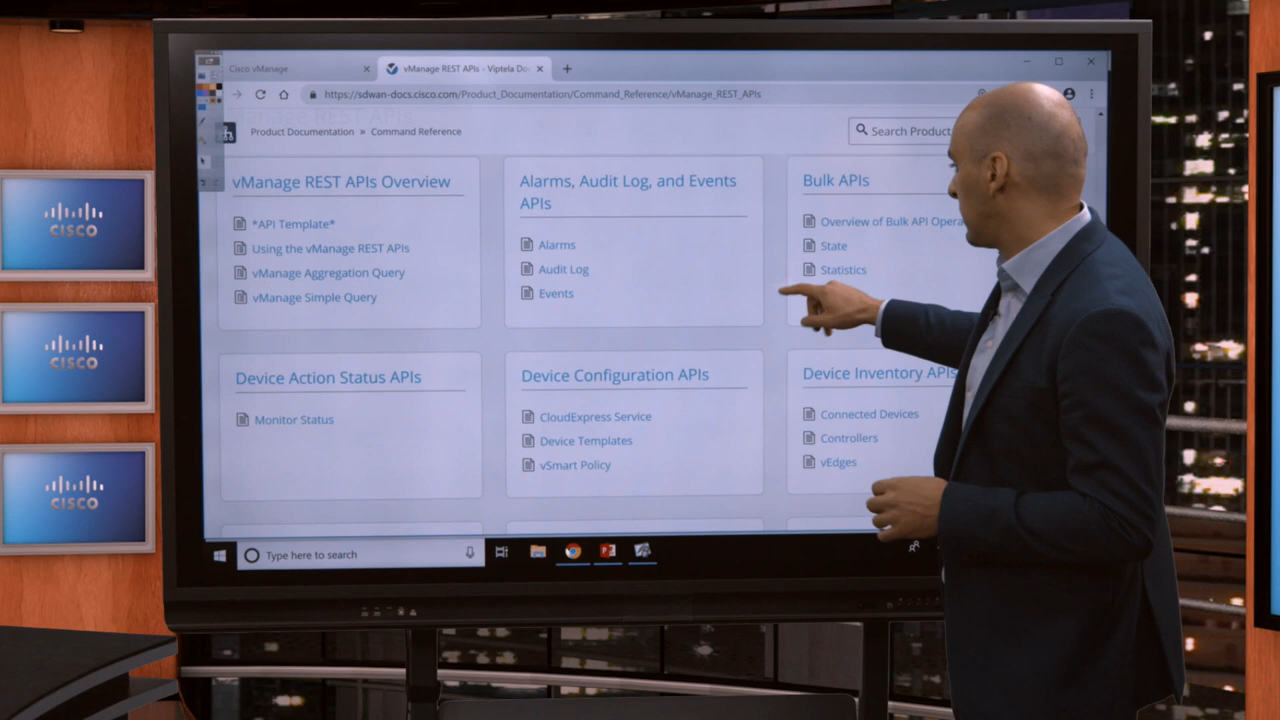 Cisco vManage
vManage REST APIs - Viptela Do
https://sdwan-docs.cisco.com/Product_Documentation/Command_Reference/vManage_REST_APIs
Manage REST APIs
Product Documentation » Command Reference
Search Produc
vManage REST APIs Overview
*API Template*
Using the vManage REST APIs
vManage Aggregation Query
vManage Simple Query
Alarms, Audit Log, and Events
APIs
Alarms
Audit Log
Events
Bulk APIs
Overview of Bulk API Opera
State
Statistics
Device Action Status APIs
Monitor Status
Device Configuration APIs
CloudExpress Service
Device Templates
vSmart Policy
Device Inventory APIs
Connected Devices
Controllers
vEdges
Type here to search
CISCO
CISCO
CISCO